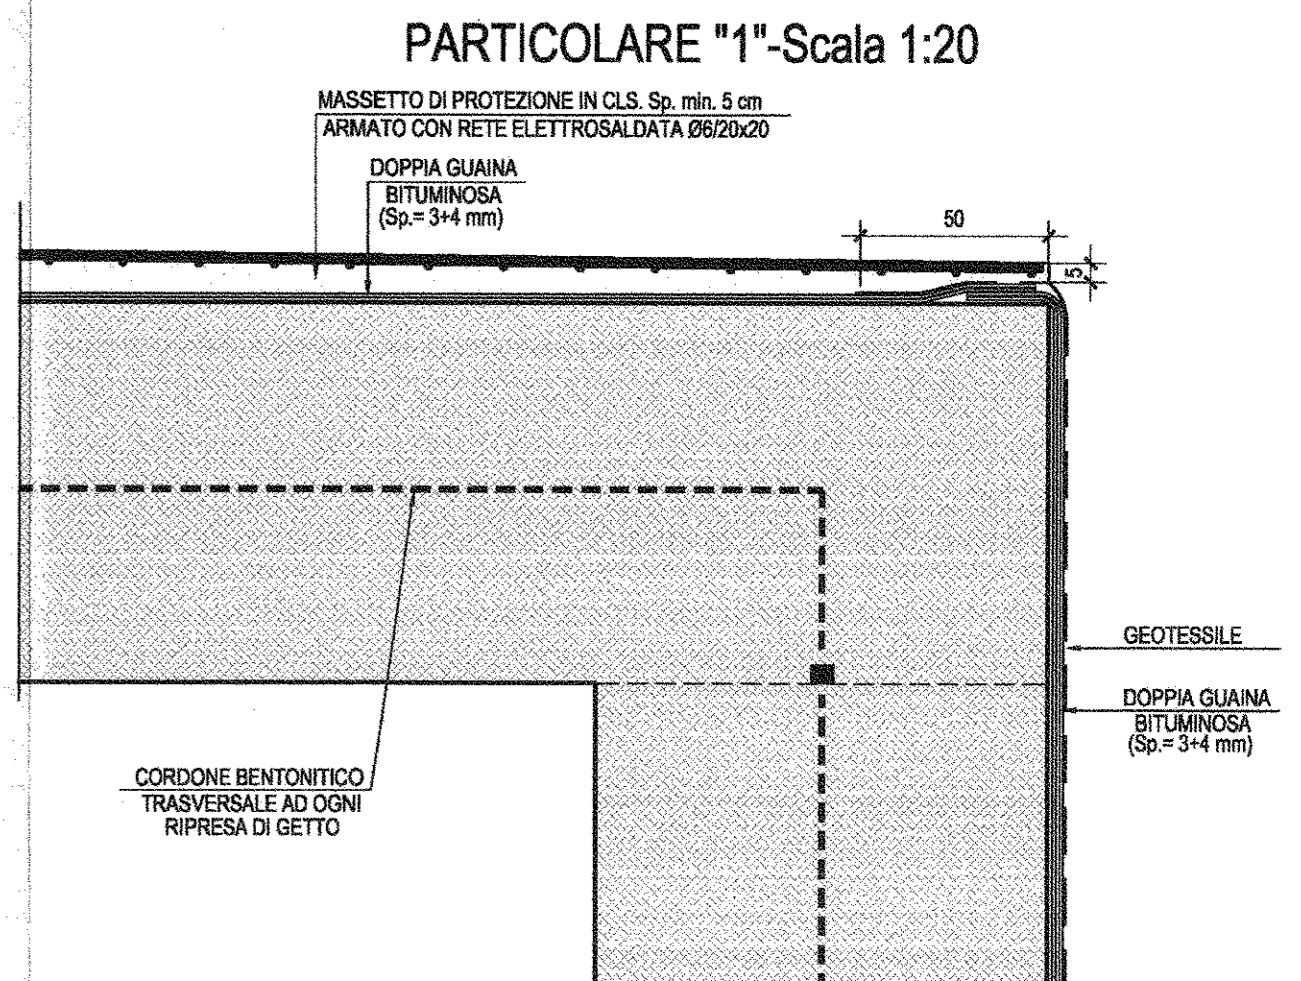 PARTICOLARE "1"-Scala 1:20
MASSETTO DI PROTEZIONE IN CLS. Sp. min. 5 cm
ARMATO CON RETE ELETTROSALDATA Ø6/20x20
DOPPIA GUAINA
BITUMINOSA
(Sp.= 3+4 mm)
50
5
GEOTESSILE
DOPPIA GUAINA
BITUMINOSA
(Sp.= 3+4 mm)
CORDONE BENTONITICO
TRASVERSALE AD OGNI
RIPRESA DI GETTO